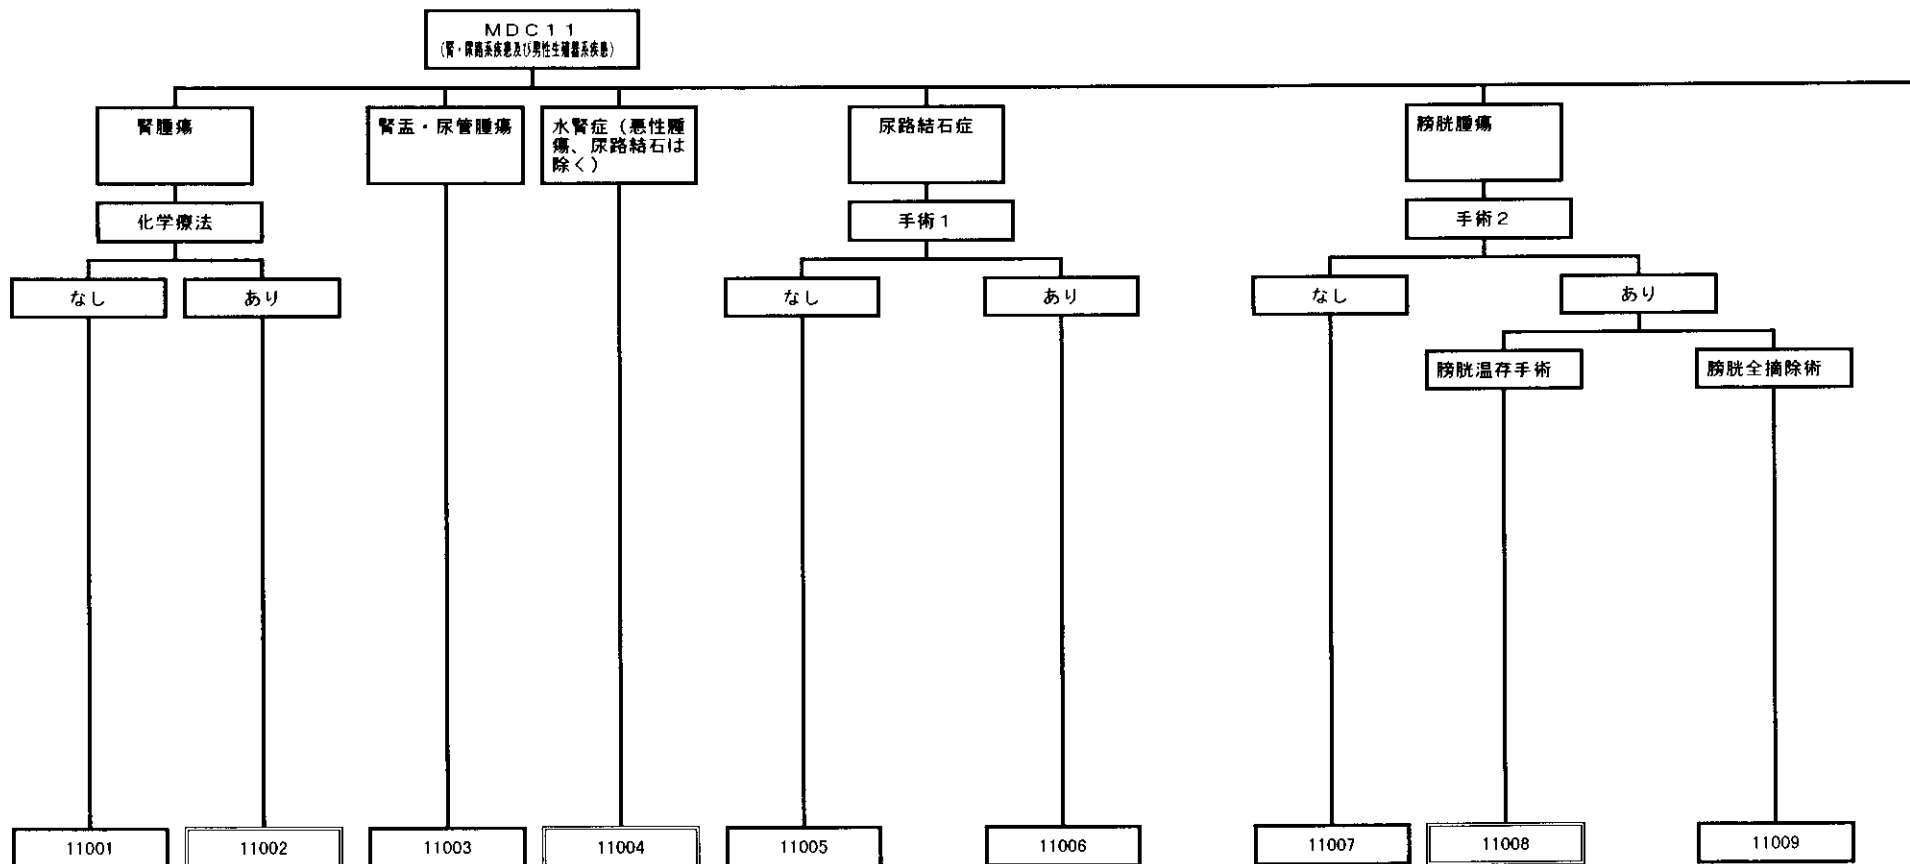 MDC11
(腎・尿路系疾患及び男性生殖器系疾患)
腎腫瘍
腎盂・尿管腫瘍
水腎症(悪性腫
瘍、尿路結石は
除く)
尿路結石症
膀胱腫瘍
化学療法
手術1
手術2
なし
あり
なし
あり
なし
あり
膀胱温存手術
膀胱全摘除術
11001
11002
11003
11004
11005
11006
11007
11008
11009